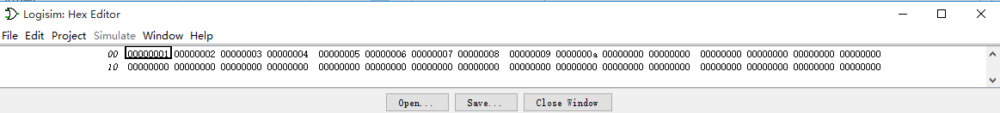 Logisim: Hex Editor
File Edit Project Simulate Window Help
00 00000001 00000002 00000003 00000004 00000005 00000006 00000007 00000008 00000009 0000000a 00000000 00000000 00000000 00000000 00000000 00000000
10 00000000 00000000 00000000 00000000 00000000 00000000 00000000 00000000 00000000 00000000 00000000 00000000 00000000 00000000 00000000 00000000
Open... Save... Close Window